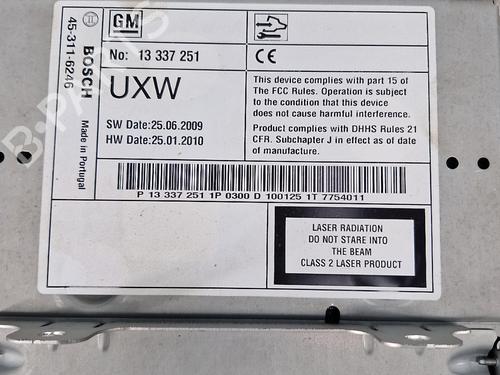 GM
No: 13 337 251
UXW
SW Date:25.06.2009
HW Date:25.01.2010
CE
This device complies with part 15 of
The FCC Rules. Operation is subject
to the condition that this device
does not cause harmful interference.
Product complies with DHHS Rules 21
CFR. Subchapter J in effect as of date
of manufacture.
P 13 337 251 1P 0300 D 100125 1T 7754011
LASER RADIATION
DO NOT STARE INTO
THE BEAM
CLASS 2 LASER PRODUCT
BOSCH
Made in Portugal
45-311-6246
B-PARTS